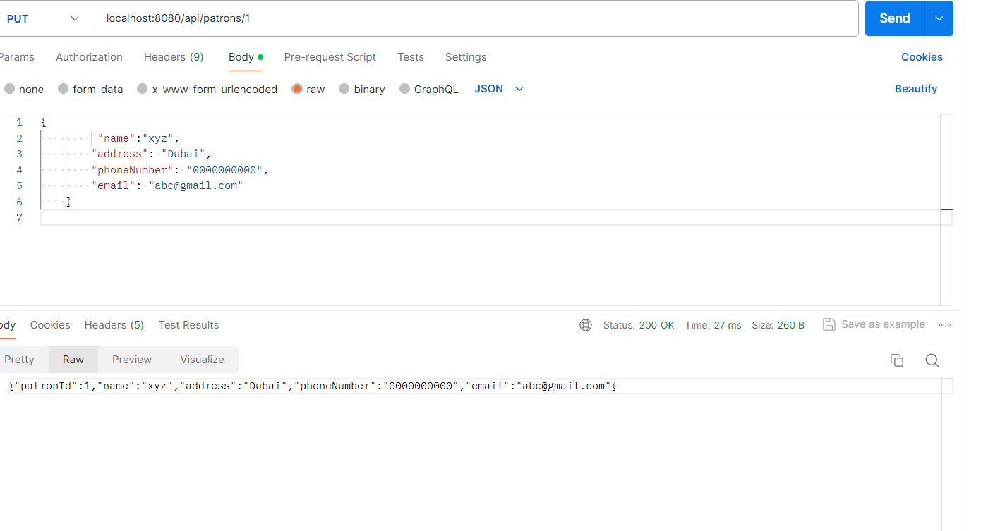 PUT localhost:8080/api/patrons/1 Send
Params Authorization Headers (9) Body Pre-request Script Tests Settings Cookies
none form-data x-www-form-urlencoded raw binary GraphQL JSON Beautify
1 {
2 "name":"xyz",
3 "address": "Dubai",
4 "phoneNumber": "0000000000",
5 "email": "abc@gmail.com"
6 }
7
ody Cookies Headers (5) Test Results Status: 200 OK Time: 27 ms Size: 260 B Save as example
Pretty Raw Preview Visualize
{"patronId":1,"name":"xyz","address":"Dubai","phoneNumber":"0000000000","email":"abc@gmail.com"}